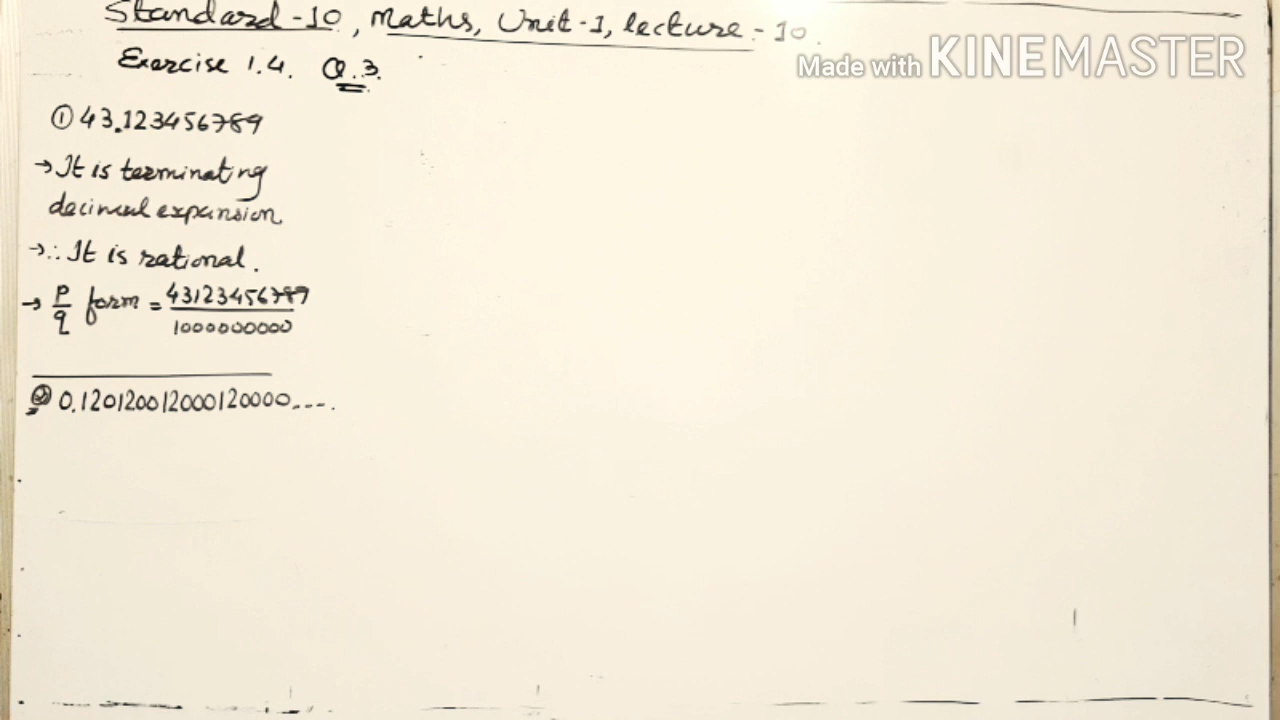 Standard - 10, Maths, Unit - 1, lecture - 10.
Made with KINEMASTER
Exercise 1.4. Q.3.
① 43.123456789
→ It is terminating
decimal expansion
→ ∴ It is rational.
→ p/q form = 43123456789/1000000000
② 0.120120012000120000....